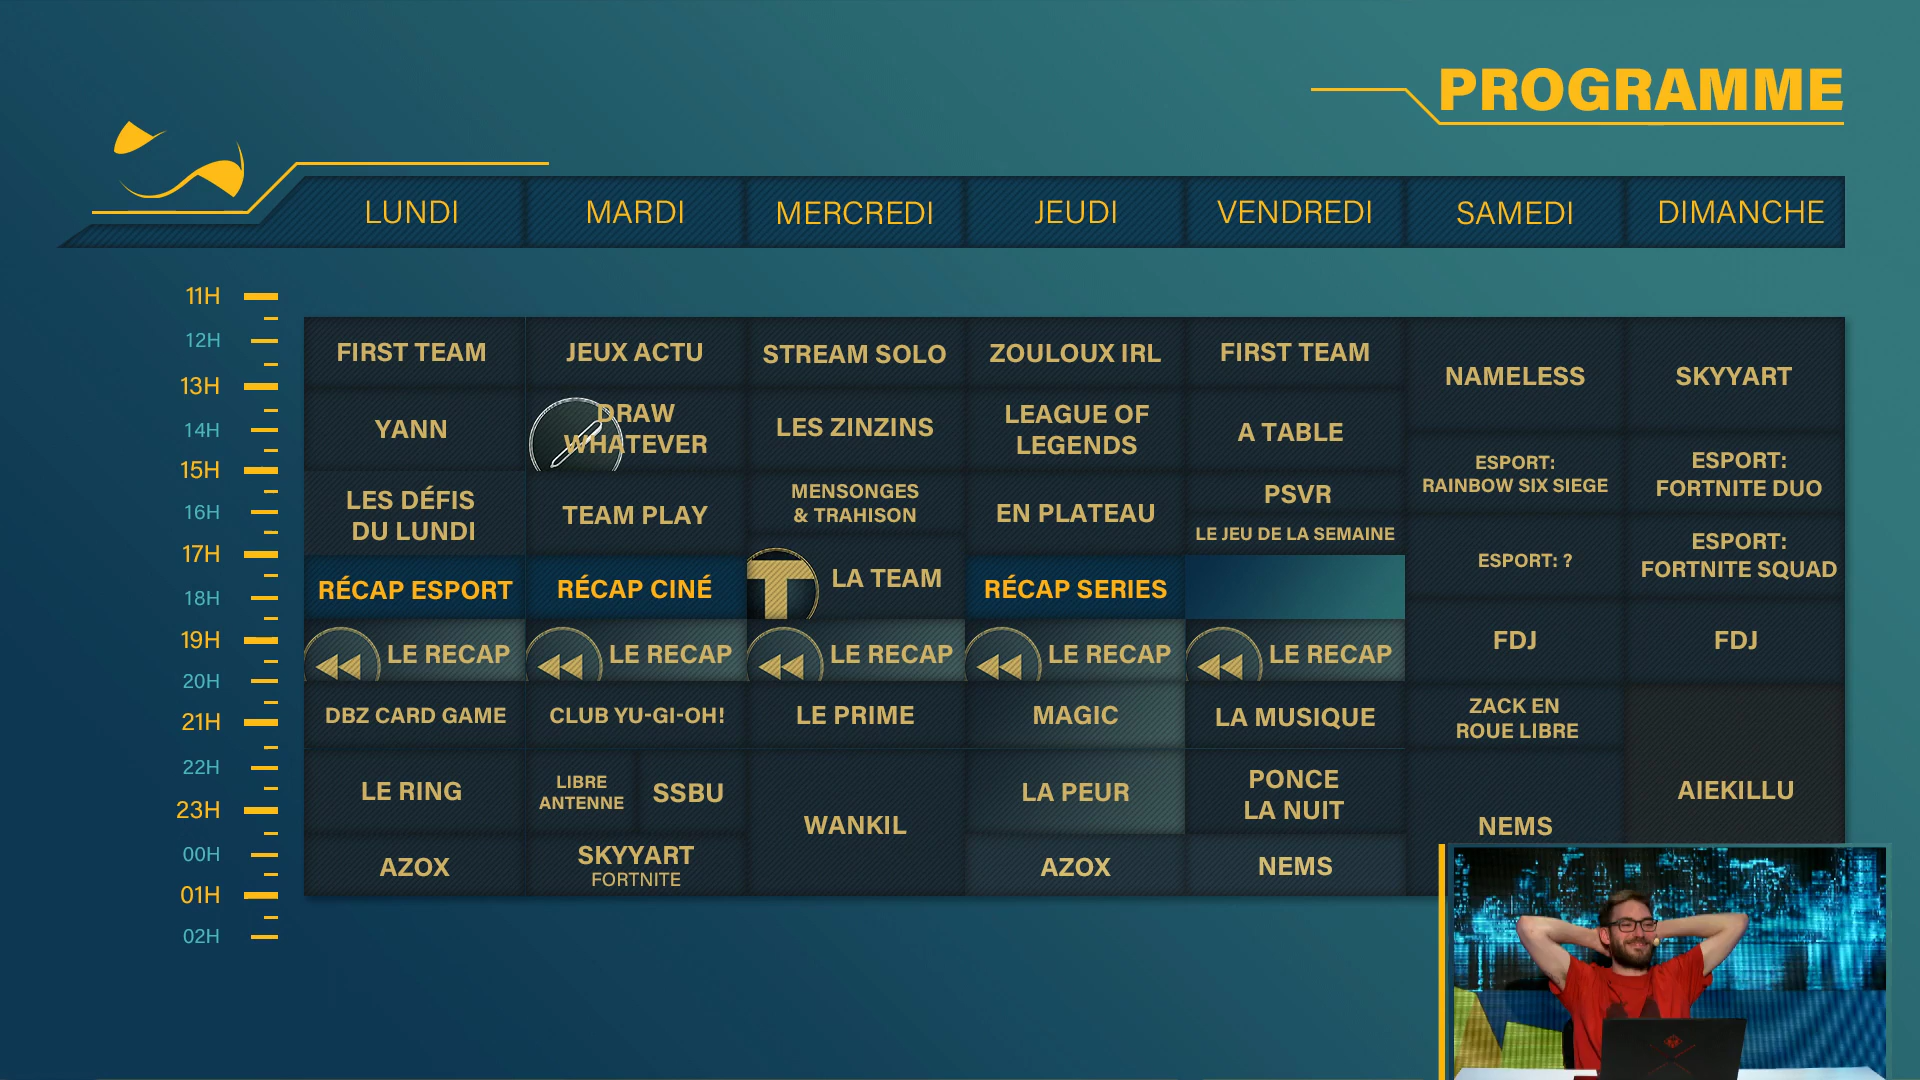 PROGRAMME
LUNDI MARDI MERCREDI JEUDI VENDREDI SAMEDI DIMANCHE
11H
12H
13H
14H
15H
16H
17H
18H
19H
20H
21H
22H
23H
00H
01H
02H
FIRST TEAM
YANN
LES DÉFIS
DU LUNDI
RÉCAP ESPORT
LE RECAP
DBZ CARD GAME
LE RING
AZOX
JEUX ACTU
DRAW
WHATEVER
TEAM PLAY
RÉCAP CINÉ
LE RECAP
CLUB YU-GI-OH!
LIBRE
ANTENNE
SSBU
SKYYART
FORTNITE
STREAM SOLO
LES ZINZINS
MENSONGES
& TRAHISON
T
LA TEAM
LE RECAP
LE PRIME
WANKIL
ZOULOUX IRL
LEAGUE OF
LEGENDS
EN PLATEAU
RÉCAP SERIES
LE RECAP
MAGIC
LA PEUR
AZOX
FIRST TEAM
A TABLE
PSVR
LE JEU DE LA SEMAINE
LE RECAP
LA MUSIQUE
PONCE
LA NUIT
NEMS
NAMELESS
ESPORT:
RAINBOW SIX SIEGE
ESPORT: ?
FDJ
ZACK EN
ROUE LIBRE
NEMS
SKYYART
ESPORT:
FORTNITE DUO
ESPORT:
FORTNITE SQUAD
FDJ
AIEKILLU